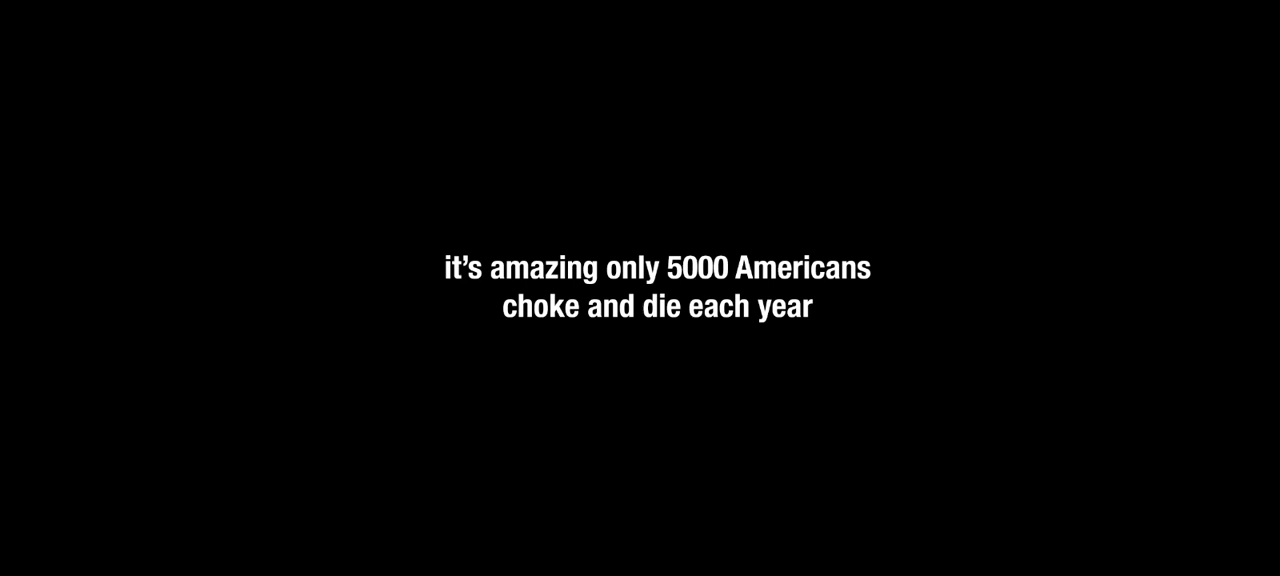 it’s amazing only 5000 Americans
choke and die each year